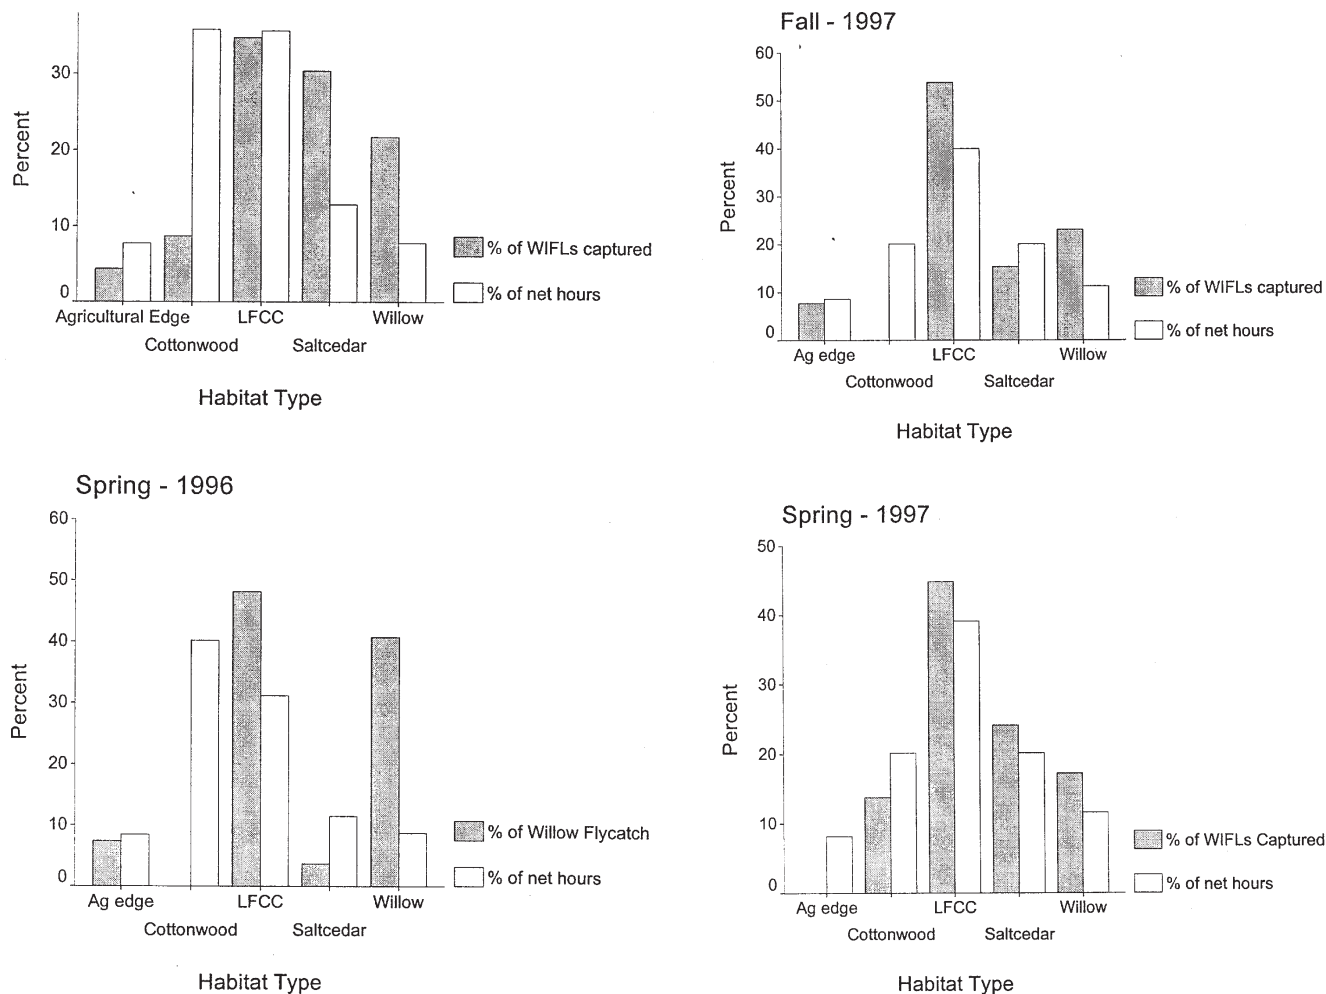 30
20
10
0
Percent
Agricultural Edge
LFCC
Willow
Cottonwood
Saltcedar
Habitat Type
% of WIFLs captured
% of net hours
Fall - 1997
60
50
40
30
20
10
0
Percent
Ag edge
LFCC
Willow
Cottonwood
Saltcedar
Habitat Type
% of WIFLs captured
% of net hours
Spring - 1996
60
50
40
30
20
10
0
Percent
Ag edge
LFCC
Willow
Cottonwood
Saltcedar
Habitat Type
% of Willow Flycatch
% of net hours
Spring - 1997
50
40
30
20
10
0
Percent
Ag edge
LFCC
Willow
Cottonwood
Saltcedar
Habitat Type
% of WIFLs Captured
% of net hours